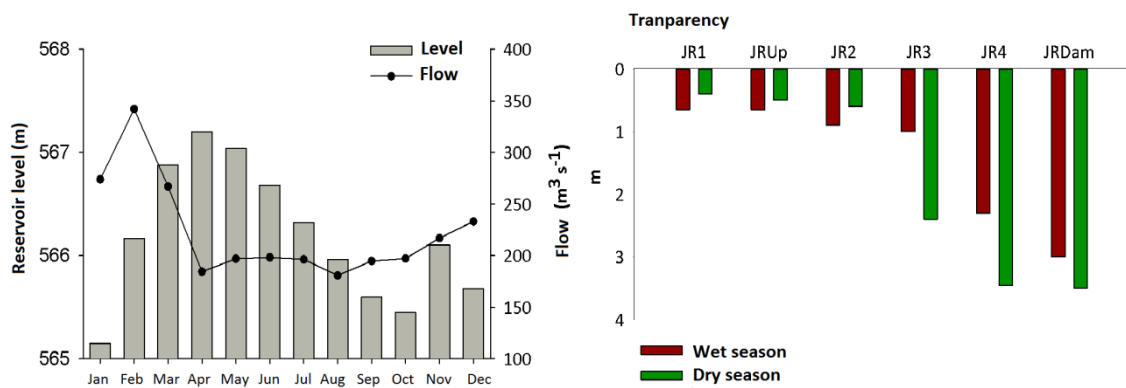 568
567
566
565
Reservoir level (m)
Level
Flow
400
350
300
250
200
150
100
Flow (m³ s⁻¹)
Jan Feb Mar Apr May Jun Jul Aug Sep Oct Nov Dec
Tranparency
JR1 JRUp JR2 JR3 JR4 JRDam
0
1
2
3
4
m
Wet season
Dry season